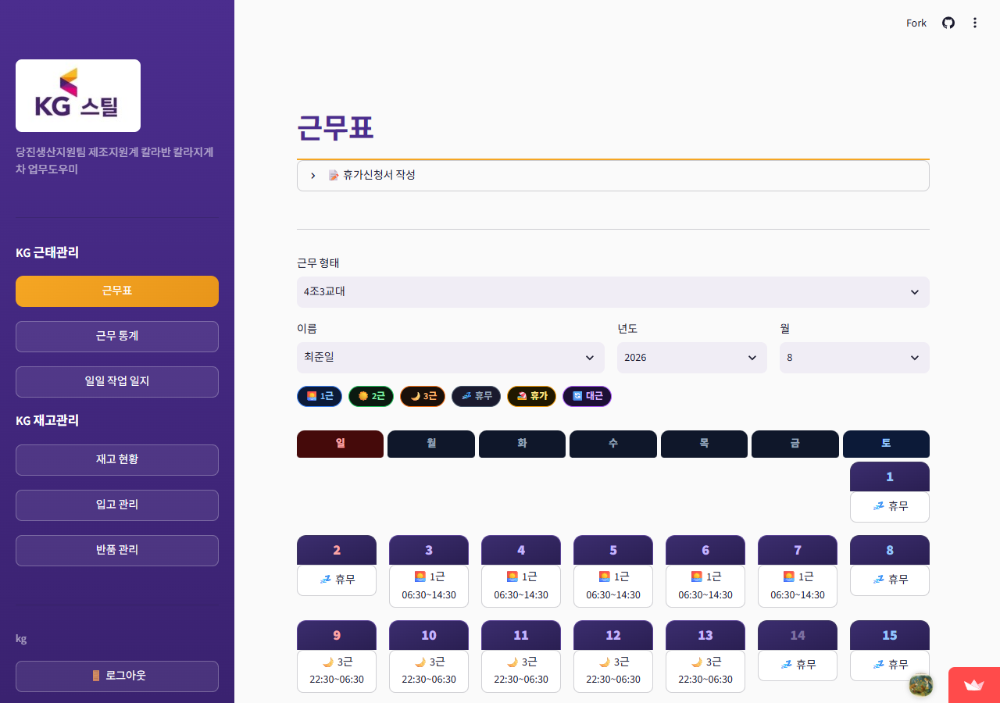 Fork
KG 스틸
당진생산지원팀 제조지원계 칼라반 칼라지게
차 업무도우미
KG 근태관리
근무표
근무 통계
일일 작업 일지
KG 재고관리
재고 현황
입고 관리
반품 관리
kg
로그아웃
근무표
휴가신청서 작성
근무 형태
4조3교대
이름 년도 월
최준일 2026 8
1근 2근 3근 휴무 휴가 대근
일 월 화 수 목 금 토
1
휴무
2 3 4 5 6 7 8
휴무 1근 1근 1근 1근 1근 휴무
06:30~14:30 06:30~14:30 06:30~14:30 06:30~14:30 06:30~14:30
9 10 11 12 13 14 15
3근 3근 3근 3근 3근 휴무 휴무
22:30~06:30 22:30~06:30 22:30~06:30 22:30~06:30 22:30~06:30